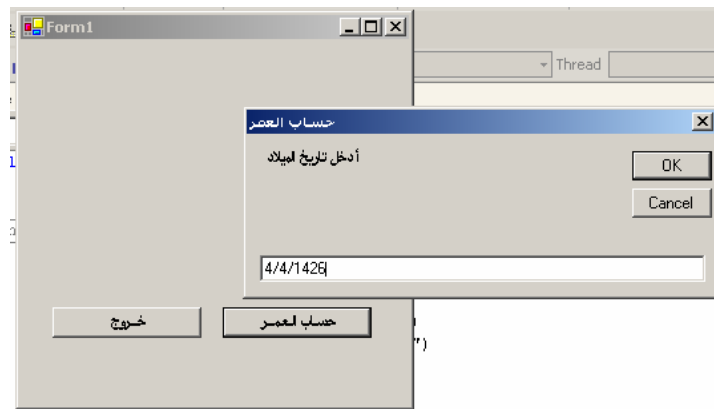 Form1
Thread
حساب العمر
أدخل تاريخ الميلاد
OK
Cancel
4/4/1426
خروج
حساب العمر
")